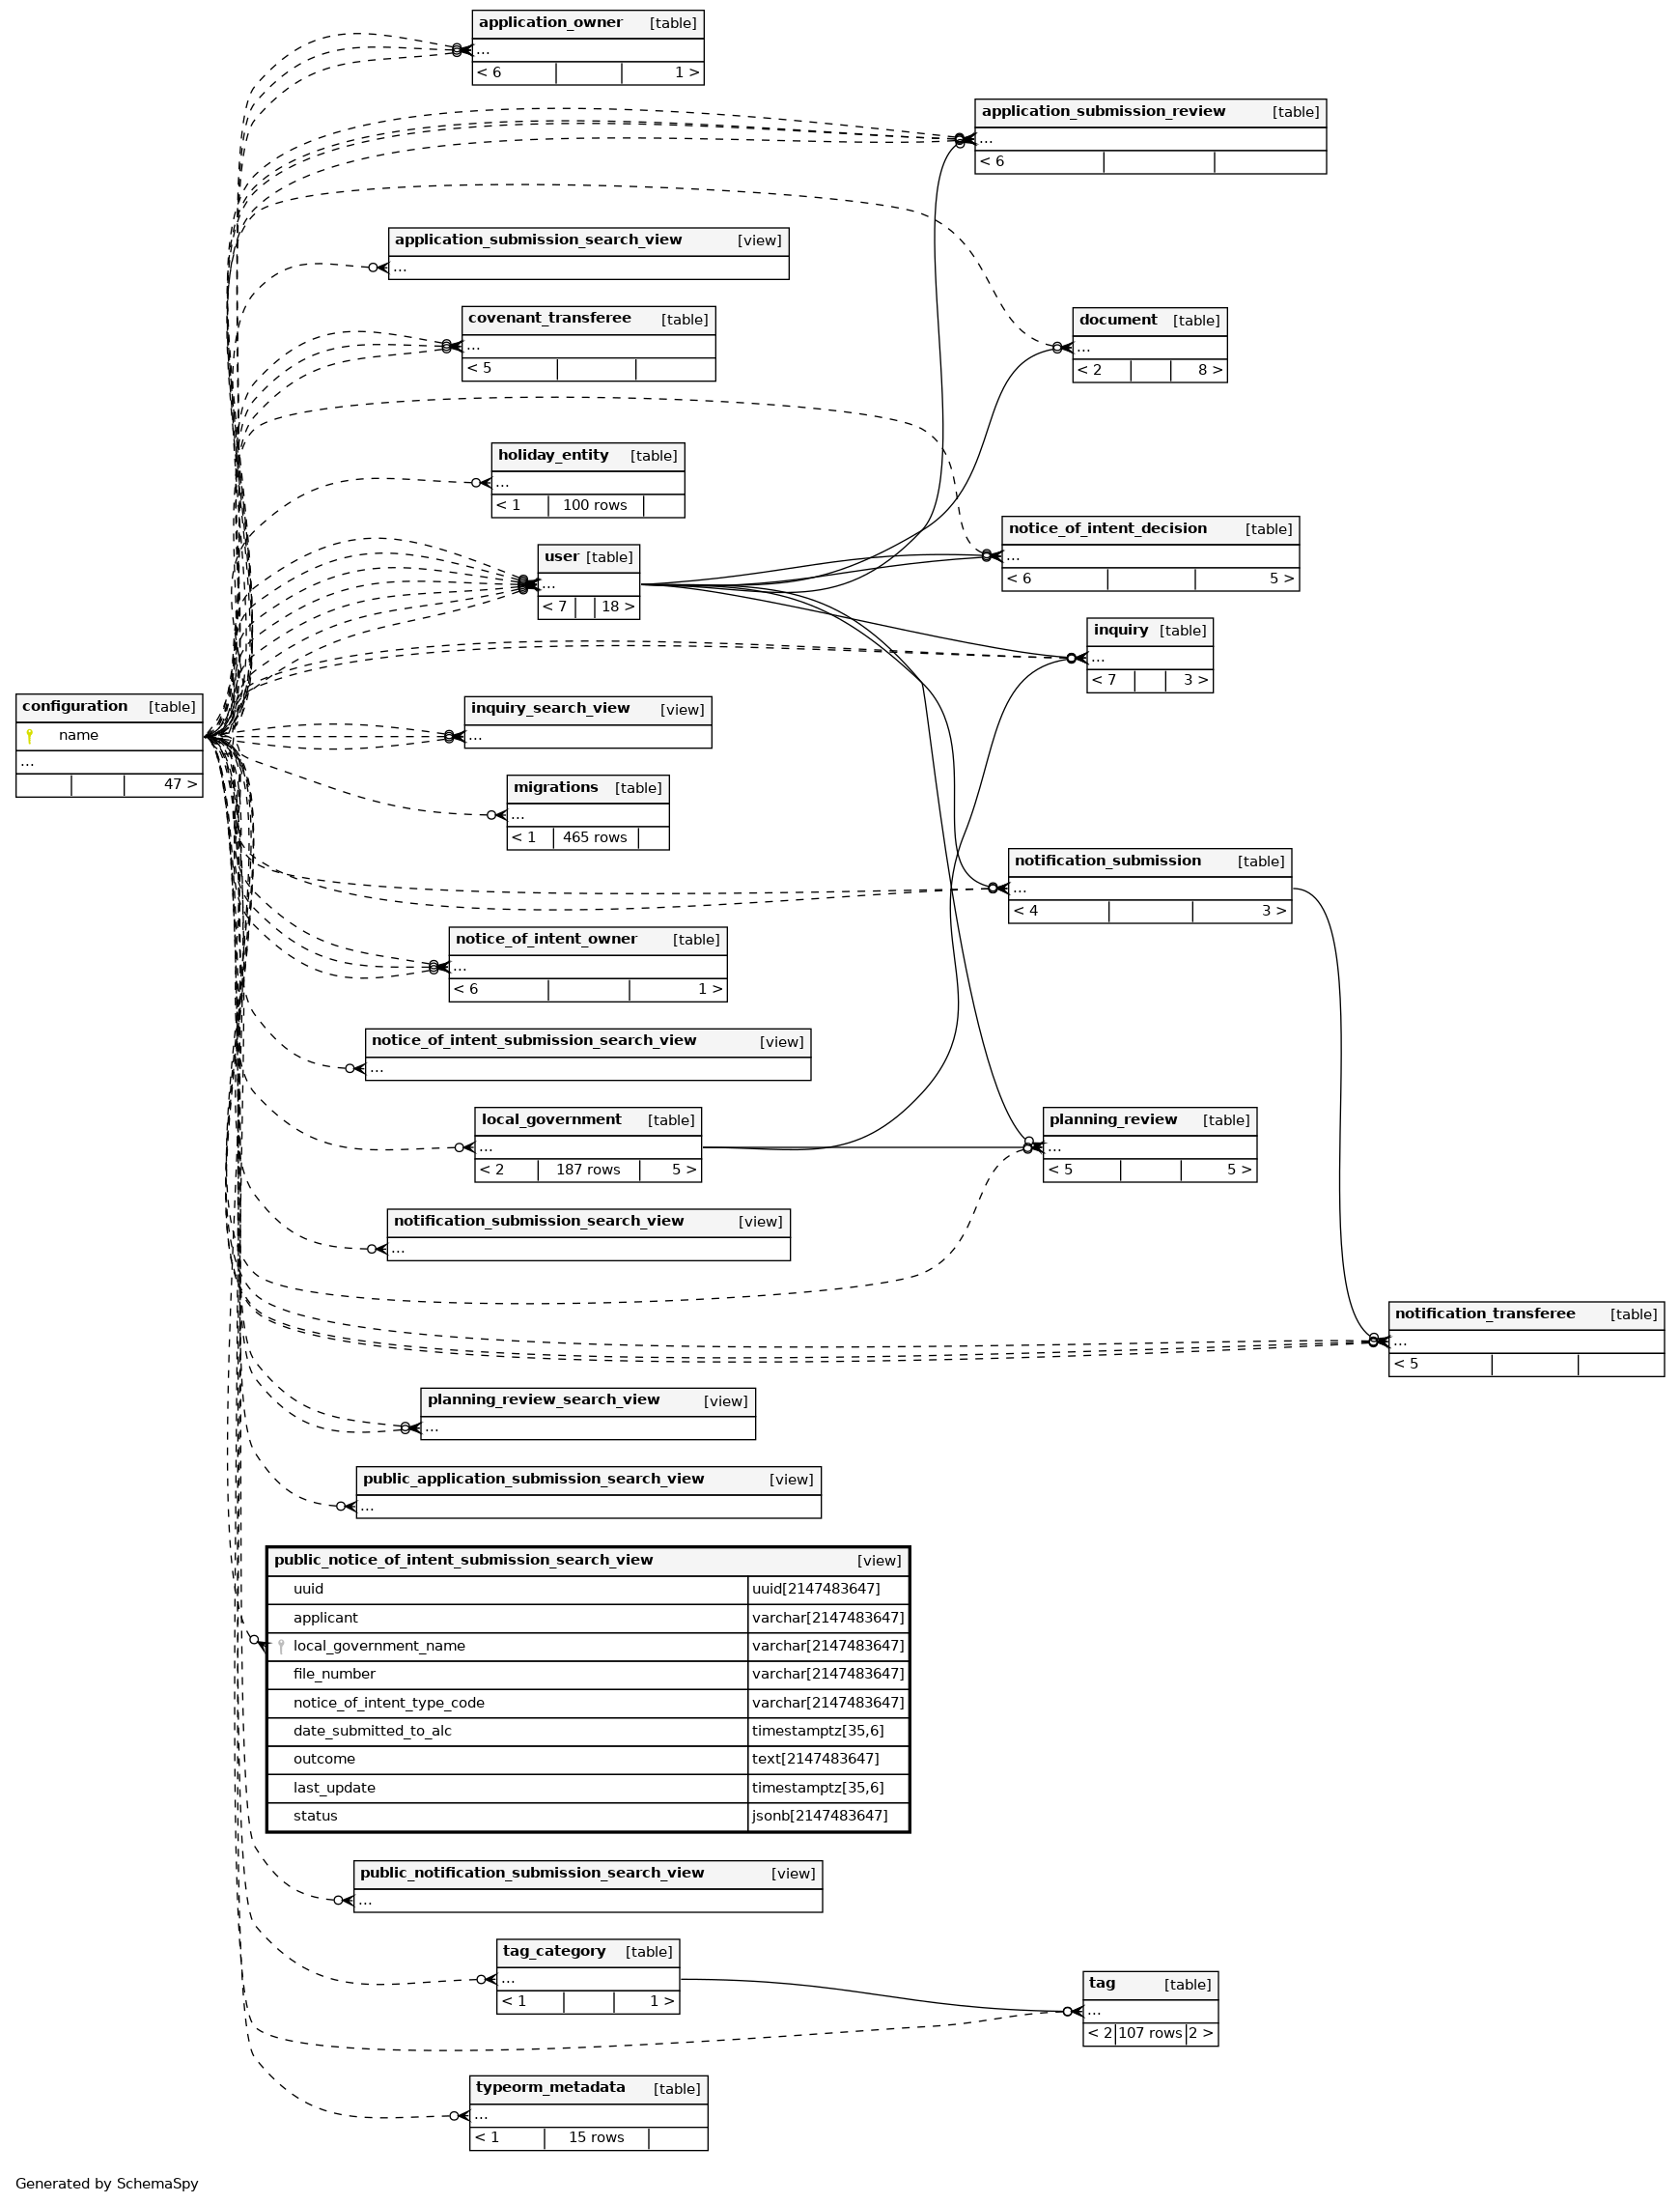 application_owner [table]
...
< 6 1 >
application_submission_review [table]
...
< 6
application_submission_search_view [view]
...
covenant_transferee [table]
...
< 5
document [table]
...
< 2 8 >
holiday_entity [table]
...
< 1 100 rows
notice_of_intent_decision [table]
...
< 6 5 >
user [table]
...
< 7 18 >
inquiry [table]
...
< 7 3 >
configuration [table]
name
...
47 >
inquiry_search_view [view]
...
migrations [table]
...
< 1 465 rows
notification_submission [table]
...
< 4 3 >
notice_of_intent_owner [table]
...
< 6 1 >
notice_of_intent_submission_search_view [view]
...
local_government [table]
...
< 2 187 rows 5 >
planning_review [table]
...
< 5 5 >
notification_submission_search_view [view]
...
notification_transferee [table]
...
< 5
planning_review_search_view [view]
...
public_application_submission_search_view [view]
...
public_notice_of_intent_submission_search_view [view]
uuid uuid[2147483647]
applicant varchar[2147483647]
local_government_name varchar[2147483647]
file_number varchar[2147483647]
notice_of_intent_type_code varchar[2147483647]
date_submitted_to_alc timestamptz[35,6]
outcome text[2147483647]
last_update timestamptz[35,6]
status jsonb[2147483647]
public_notification_submission_search_view [view]
...
tag_category [table]
...
< 1 1 >
tag [table]
...
< 2 107 rows 2 >
typeorm_metadata [table]
...
< 1 15 rows
Generated by SchemaSpy